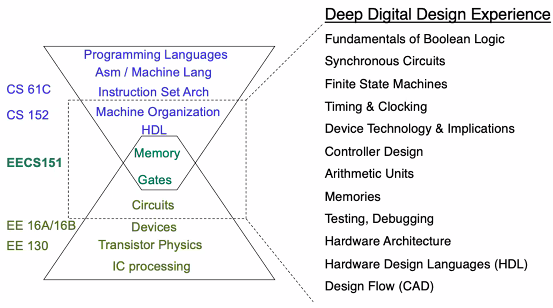 Deep Digital Design Experience
Programming Languages
Asm / Machine Lang
CS 61C
Instruction Set Arch
CS 152
Machine Organization
HDL
EECS151
Memory
Gates
Circuits
EE 16A/16B
Devices
EE 130
Transistor Physics
IC processing
Fundamentals of Boolean Logic
Synchronous Circuits
Finite State Machines
Timing & Clocking
Device Technology & Implications
Controller Design
Arithmetic Units
Memories
Testing, Debugging
Hardware Architecture
Hardware Design Languages (HDL)
Design Flow (CAD)